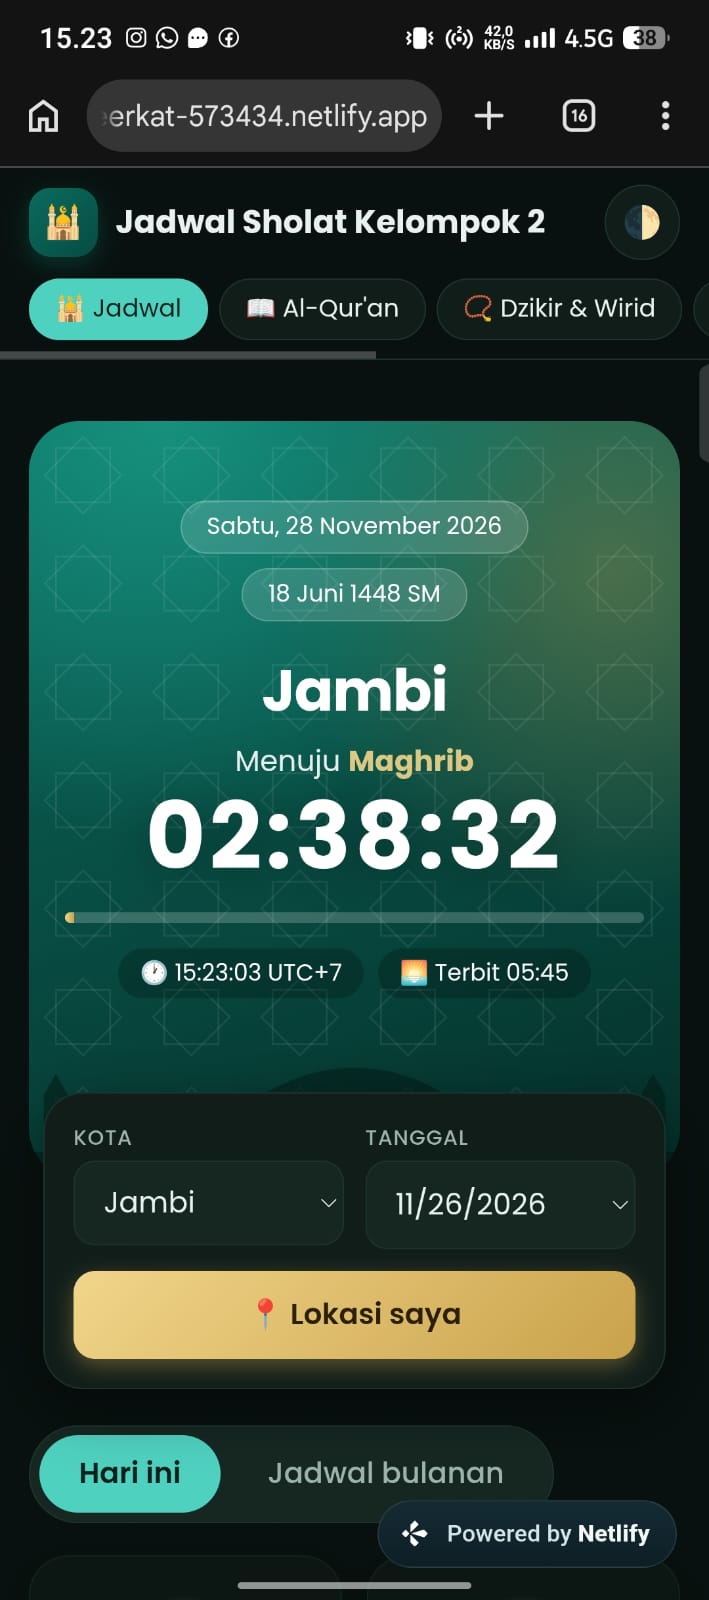 15.23
42,0
KB/S
4.5G
38
erkat-573434.netlify.app
16
Jadwal Sholat Kelompok 2
Jadwal
Al-Qur'an
Dzikir & Wirid
Sabtu, 28 November 2026
18 Juni 1448 SM
Jambi
Menuju Maghrib
02:38:32
15:23:03 UTC+7
Terbit 05:45
KOTA
TANGGAL
Jambi
11/26/2026
Lokasi saya
Hari ini
Jadwal bulanan
Powered by Netlify